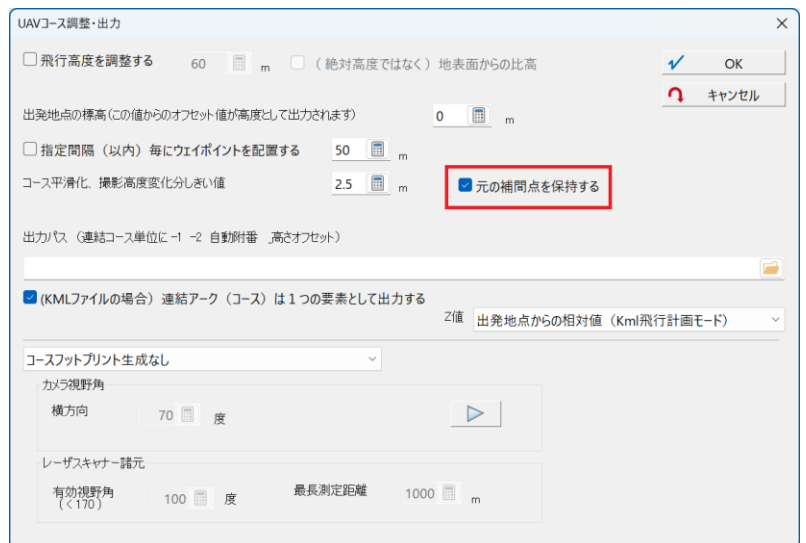 UAVコース調整・出力
飛行高度を調整する 60 m (絶対高度ではなく)地表面からの比高
OK
キャンセル
出発地点の標高(この値からのオフセット値が高度として出力されます) 0 m
指定間隔(以内)毎にウェイポイントを配置する 50 m
コース平滑化、撮影高度変化分しきい値 2.5 m 元の補間点を保持する
出力パス (連結コース単位に -1 -2 自動附番 _高さオフセット)
(KMLファイルの場合)連結アーク(コース)は1つの要素として出力する
Z値 出発地点からの相対値(Kml飛行計画モード)
コースフットプリント生成なし
カメラ視野角
横方向 70 度
レーザスキャナー諸元
有効視野角 100 度 最長測定距離 1000 m
(<170)